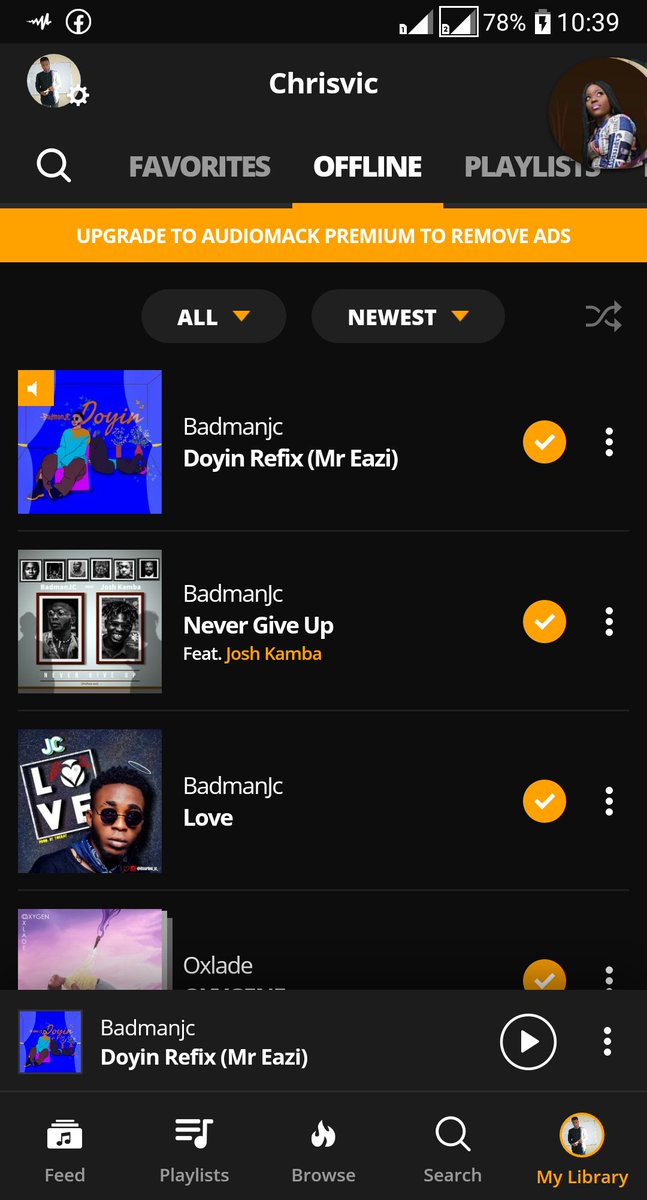 78% 10:39
Chrisvic
FAVORITES OFFLINE PLAYLISTS
UPGRADE TO AUDIOMACK PREMIUM TO REMOVE ADS
ALL NEWEST
BadmanJC
Doyin
Badmanjc
Doyin Refix (Mr Eazi)
BadmanJC
Josh Kamba
NEVER GIVE UP
BadmanJc
Never Give Up
Feat. Josh Kamba
JC
LOVE
BadmanJc
Love
OXYGEN
OXLADE
Oxlade
Doyin
Badmanjc
Doyin Refix (Mr Eazi)
Feed Playlists Browse Search My Library